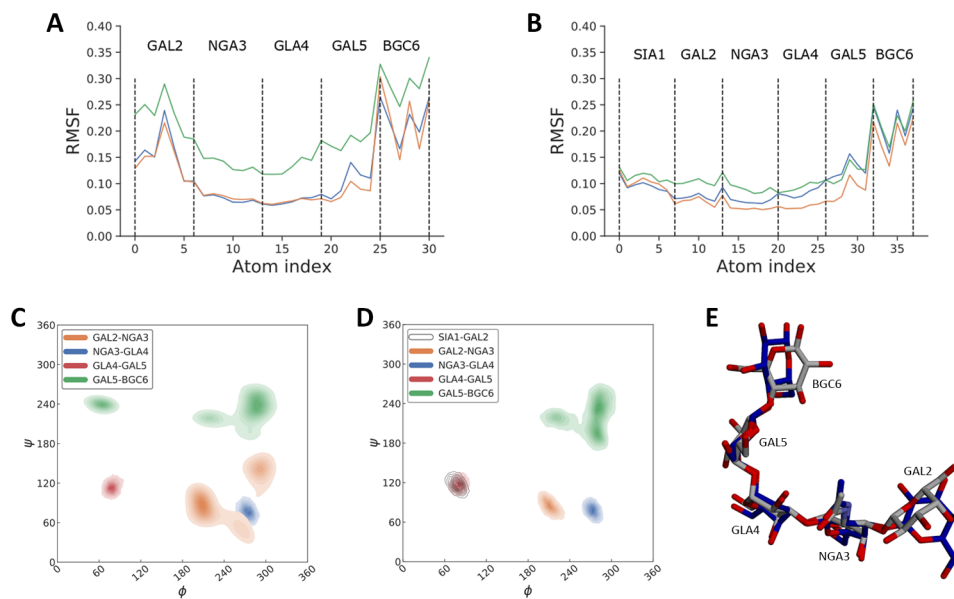 A
GAL2 NGA3 GLA4 GAL5 BGC6
RMSF
0.40
0.35
0.30
0.25
0.20
0.15
0.10
0.05
0.00
0 5 10 15 20 25 30
Atom index
B
SIA1 GAL2 NGA3 GLA4 GAL5 BGC6
RMSF
0.40
0.35
0.30
0.25
0.20
0.15
0.10
0.05
0.00
0 5 10 15 20 25 30 35
Atom index
C
GAL2-NGA3
NGA3-GLA4
GLA4-GAL5
GAL5-BGC6
ψ
360
300
240
180
120
60
0
0 60 120 180 240 300 360
ϕ
D
SIA1-GAL2
GAL2-NGA3
NGA3-GLA4
GLA4-GAL5
GAL5-BGC6
ψ
360
300
240
180
120
60
0
0 60 120 180 240 300 360
ϕ
E
BGC6
GAL5
GAL2
GLA4
NGA3